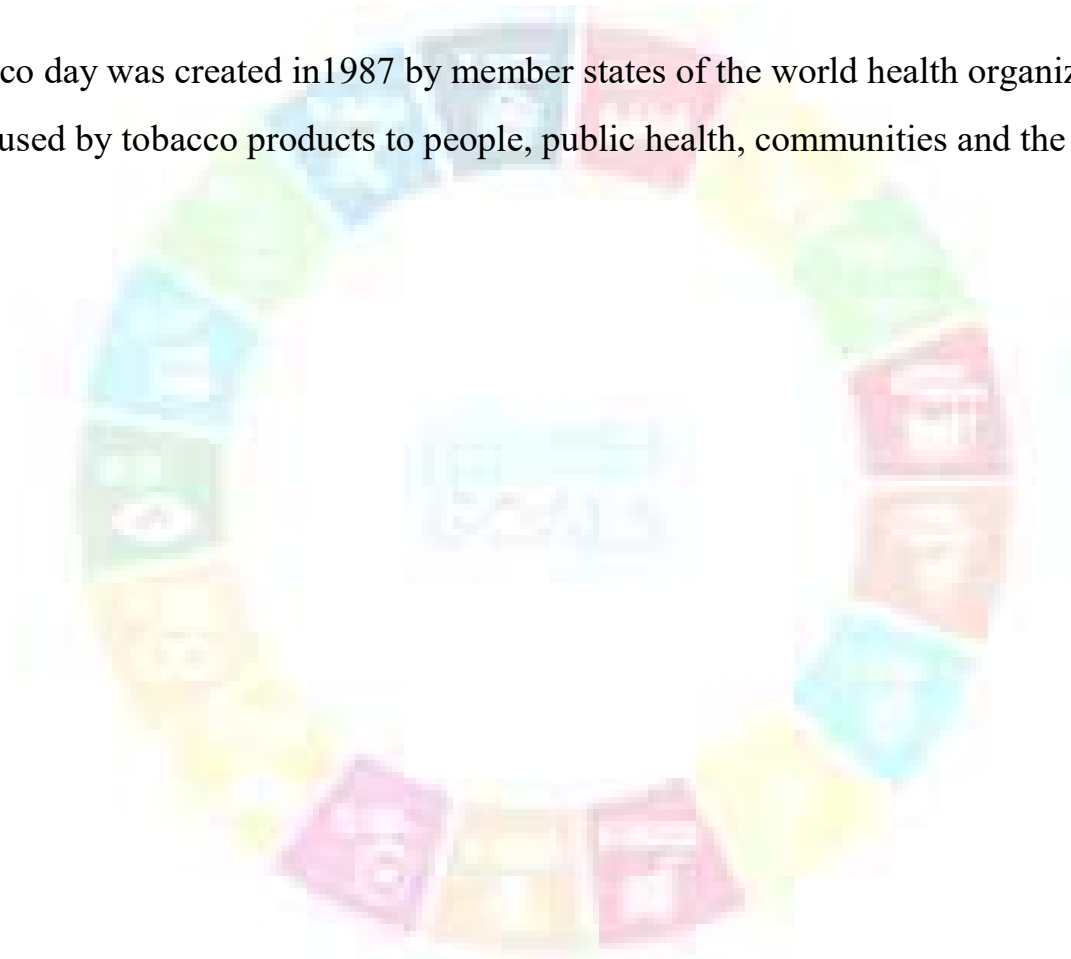 co day was created in1987 by member states of the world health organiz
used by tobacco products to people, public health, communities and the
GOALS